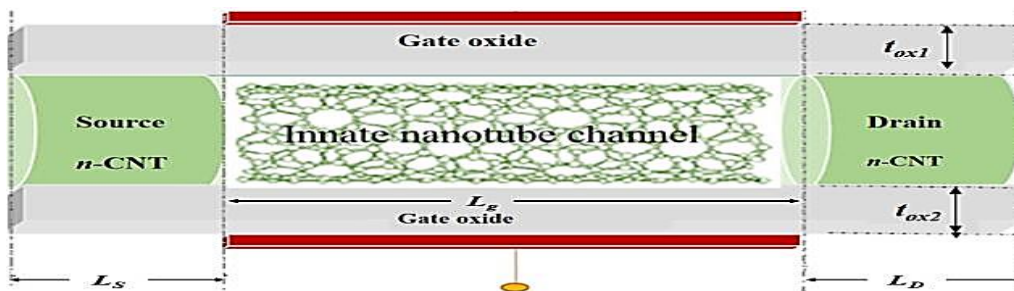 Gate oxide
t_ox1
Source
n-CNT
Innate nanotube channel
Drain
n-CNT
L_g
Gate oxide
t_ox2
L_S
L_D